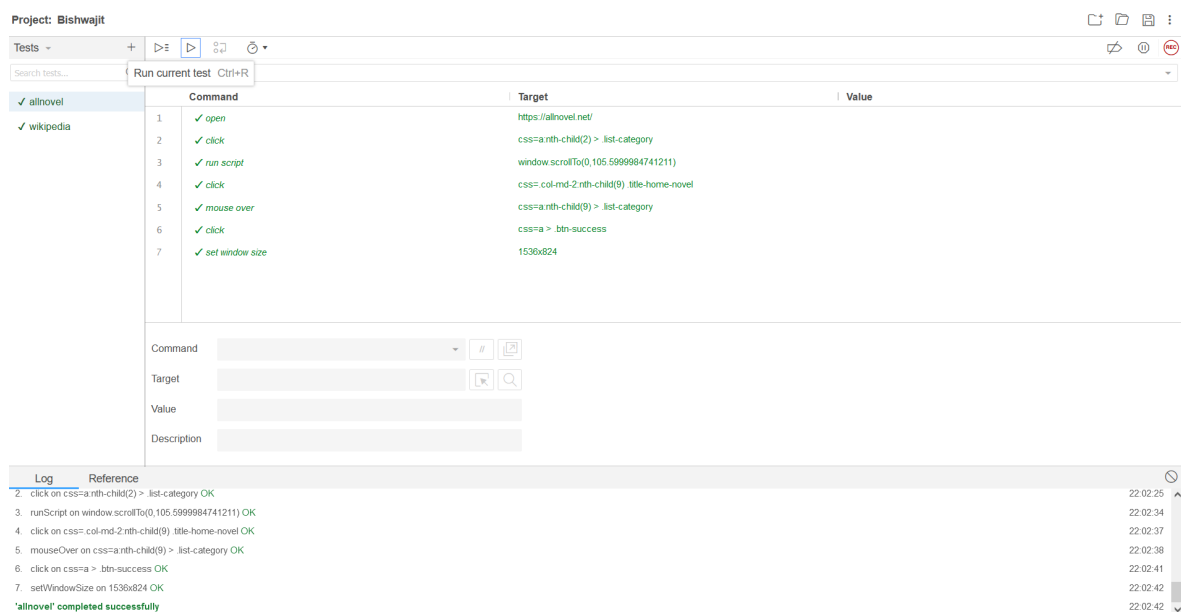 Project: Bishwajit
Tests
REC
Search tests...
Run current test Ctrl+R
Command Target Value
✓ allnovel
✓ wikipedia
1 ✓ open https://allnovel.net/
2 ✓ click css=a:nth-child(2) > .list-category
3 ✓ run script window.scrollTo(0,105.5999984741211)
4 ✓ click css=.col-md-2:nth-child(9) .title-home-novel
5 ✓ mouse over css=a:nth-child(9) > .list-category
6 ✓ click css=a > .btn-success
7 ✓ set window size 1536x824
Command //
Target
Value
Description
Log Reference
2. click on css=a:nth-child(2) > .list-category OK 22:02:25
3. runScript on window.scrollTo(0,105.5999984741211) OK 22:02:34
4. click on css=.col-md-2:nth-child(9) .title-home-novel OK 22:02:37
5. mouseOver on css=a:nth-child(9) > .list-category OK 22:02:38
6. click on css=a > .btn-success OK 22:02:41
7. setWindowSize on 1536x824 OK 22:02:42
'allnovel' completed successfully 22:02:42